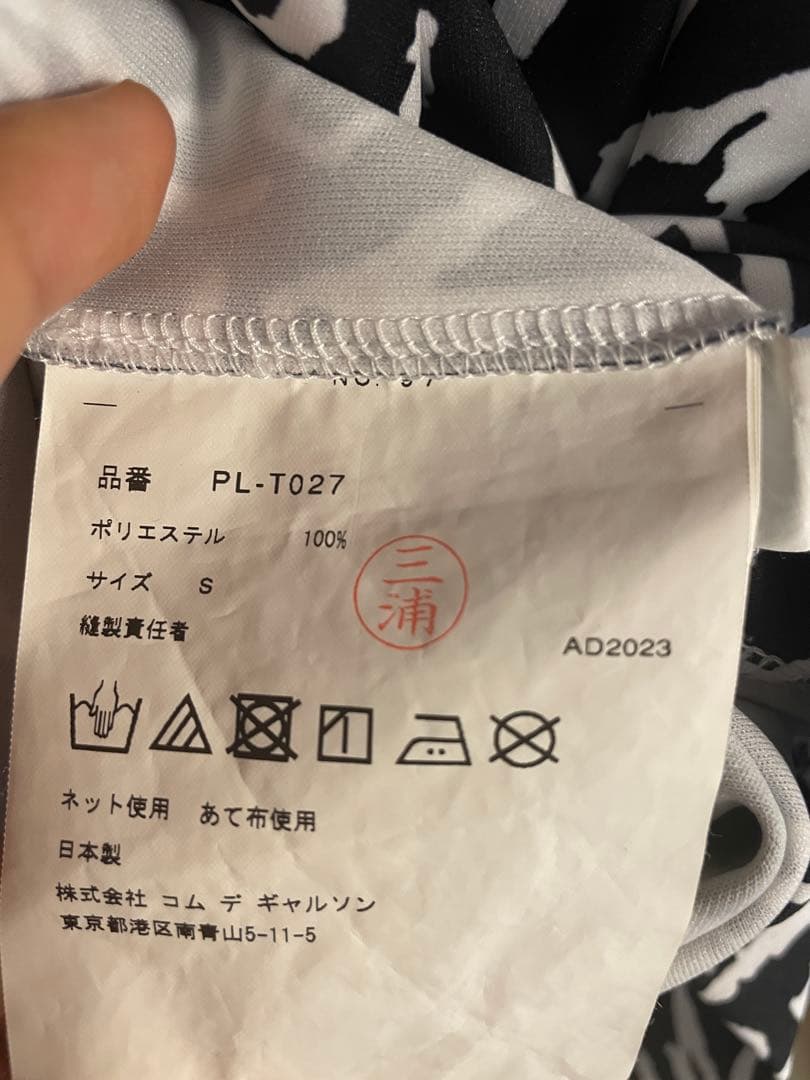 品番 PL-T027
ポリエステル 100%
サイズ S
三浦
縫製責任者
AD2023
ネット使用 あて布使用
日本製
株式会社 コム デ ギャルソン
東京都港区南青山5-11-5